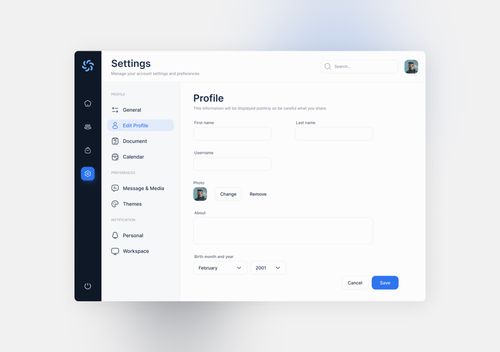 Settings
Manage your account settings and preferences
Search...
PROFILE
General
Edit Profile
Document
Calendar
PREFERENCES
Message & Media
Themes
NOTIFICATION
Personal
Workspace
Profile
This information will be displayed publicly so be careful what you share.
First name
Last name
Username
Photo
Change
Remove
About
Birth month and year
February
2001
Cancel
Save